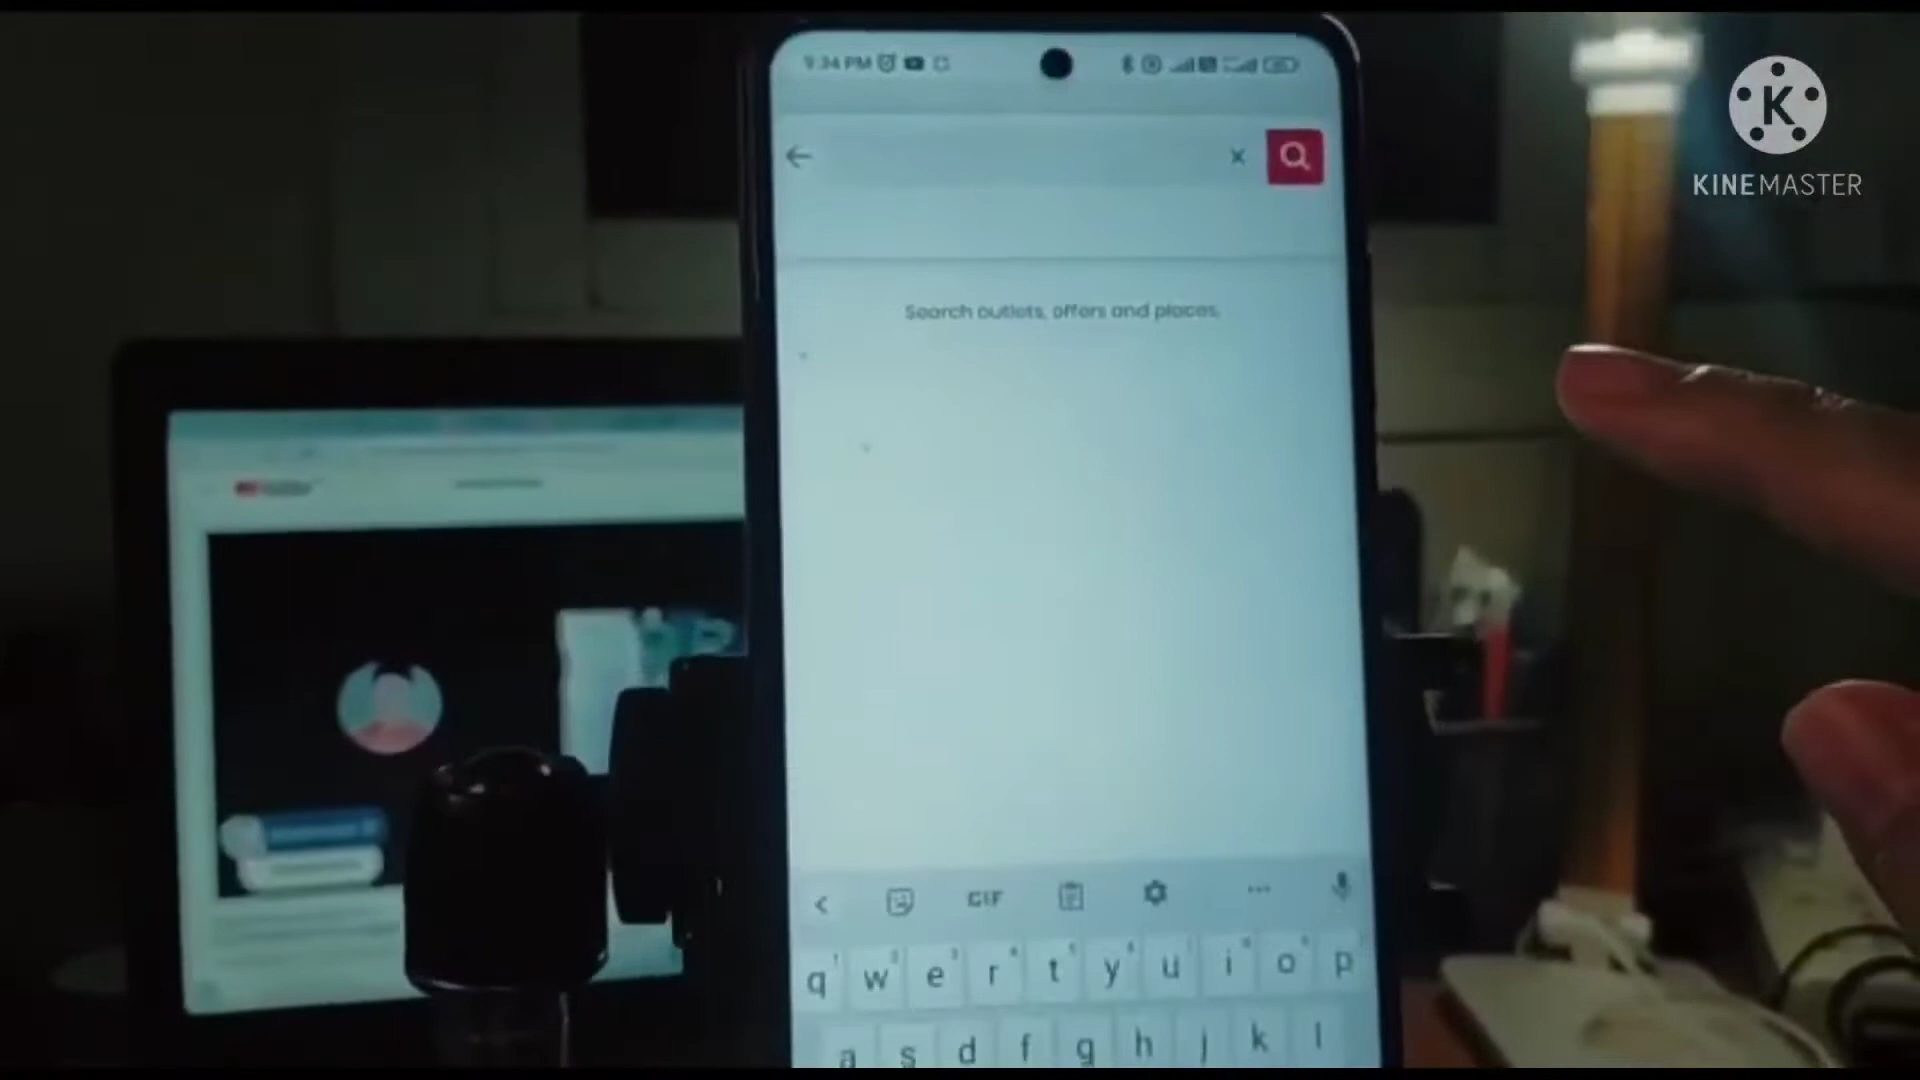 9:34 PM
KINEMASTER
Search outlets, offers and places.
GIF
q w e r t y u i o p
a s d f g h j k l